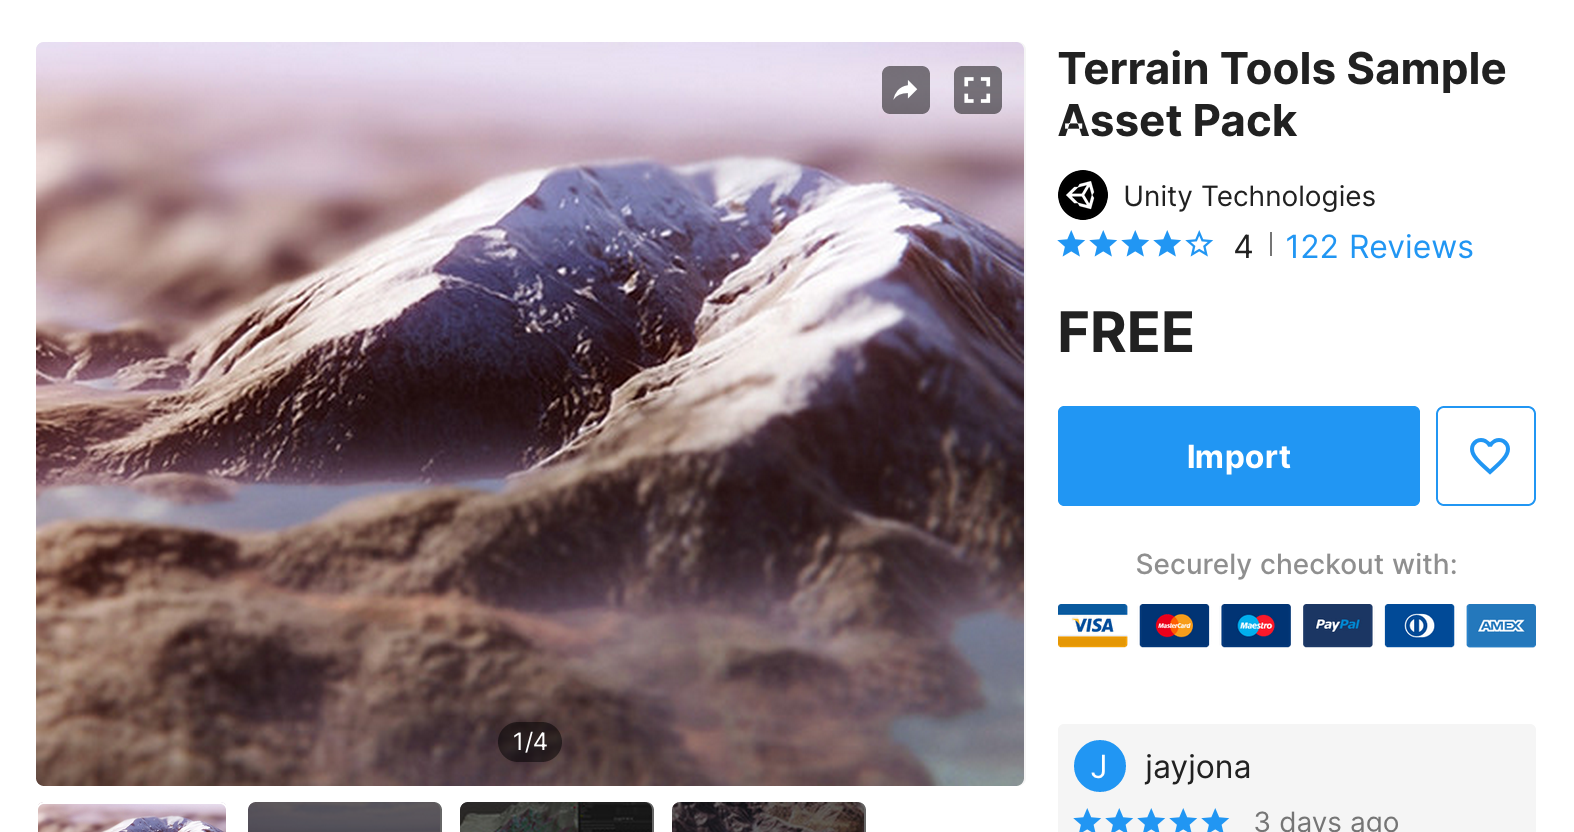 Terrain Tools Sample
Asset Pack
Unity Technologies
4 | 122 Reviews
FREE
Import
Securely checkout with:
VISA MasterCard Maestro PayPal AMEX
1/4
J jayjona
3 days ago